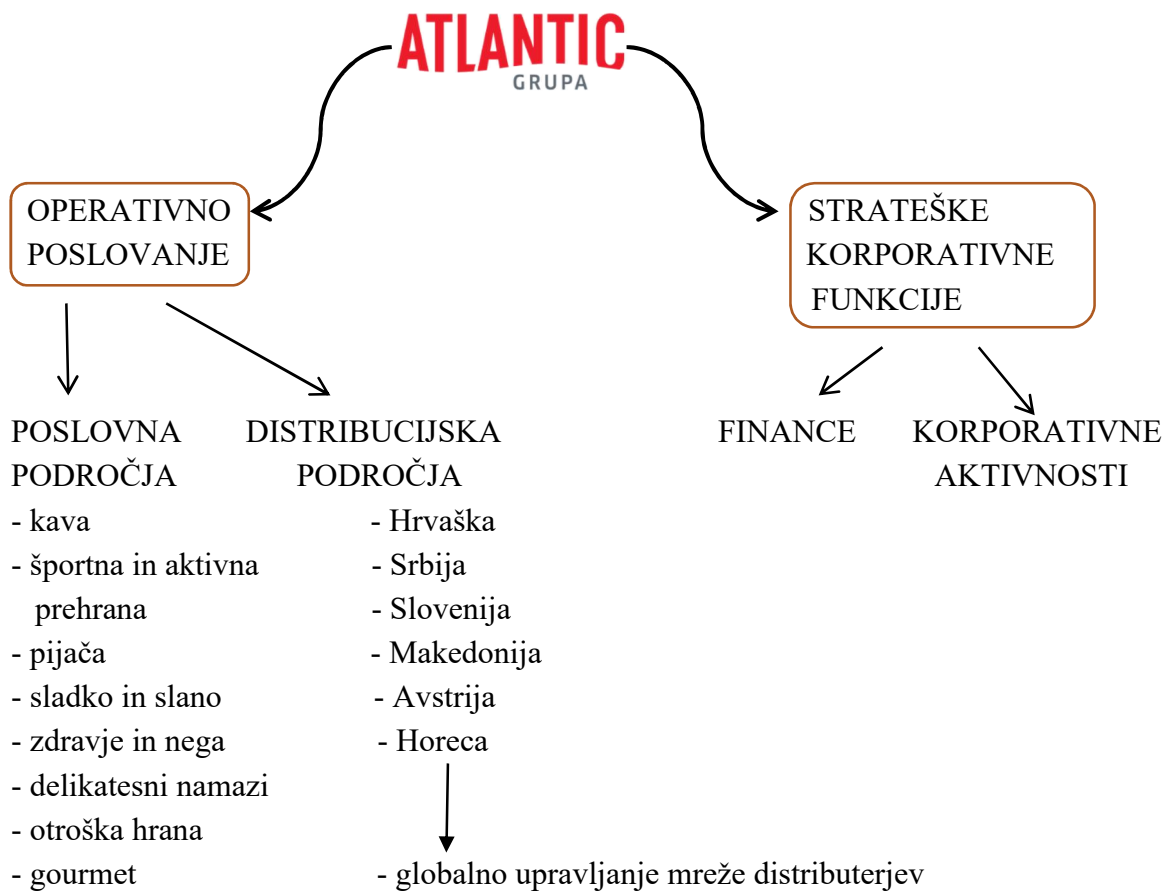 ATLANTIC
GRUPA
OPERATIVNO
POSLOVANJE
STRATEŠKE
KORPORATIVNE
FUNKCIJE
POSLOVNA
PODROČJA
- kava
- športna in aktivna
prehrana
- pijača
- sladko in slano
- zdravje in nega
- delikatesni namazi
- otroška hrana
- gourmet
DISTRIBUCIJSKA
PODROČJA
- Hrvaška
- Srbija
- Slovenija
- Makedonija
- Avstrija
- Horeca
- globalno upravljanje mreže distributerjev
FINANCE
KORPORATIVNE
AKTIVNOSTI